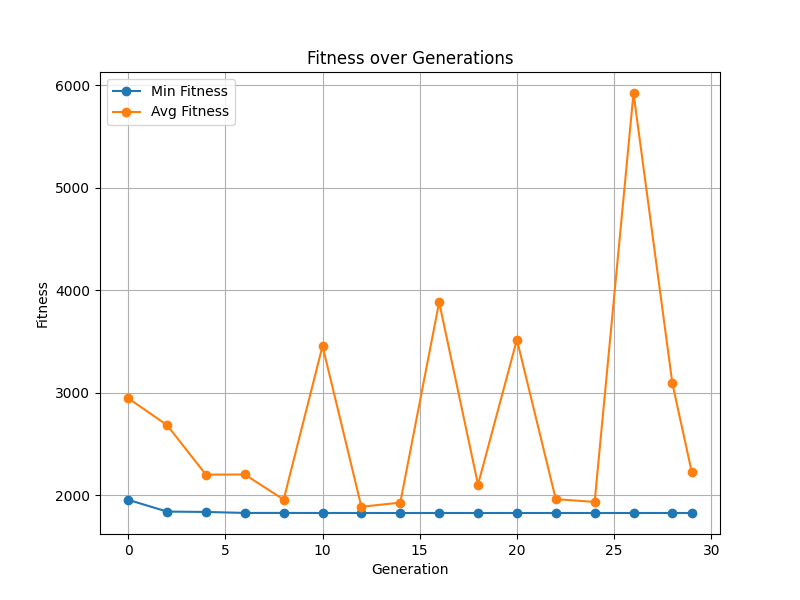 Fitness over Generations
Min Fitness
Avg Fitness
6000
5000
4000
3000
2000
Fitness
0 5 10 15 20 25 30
Generation